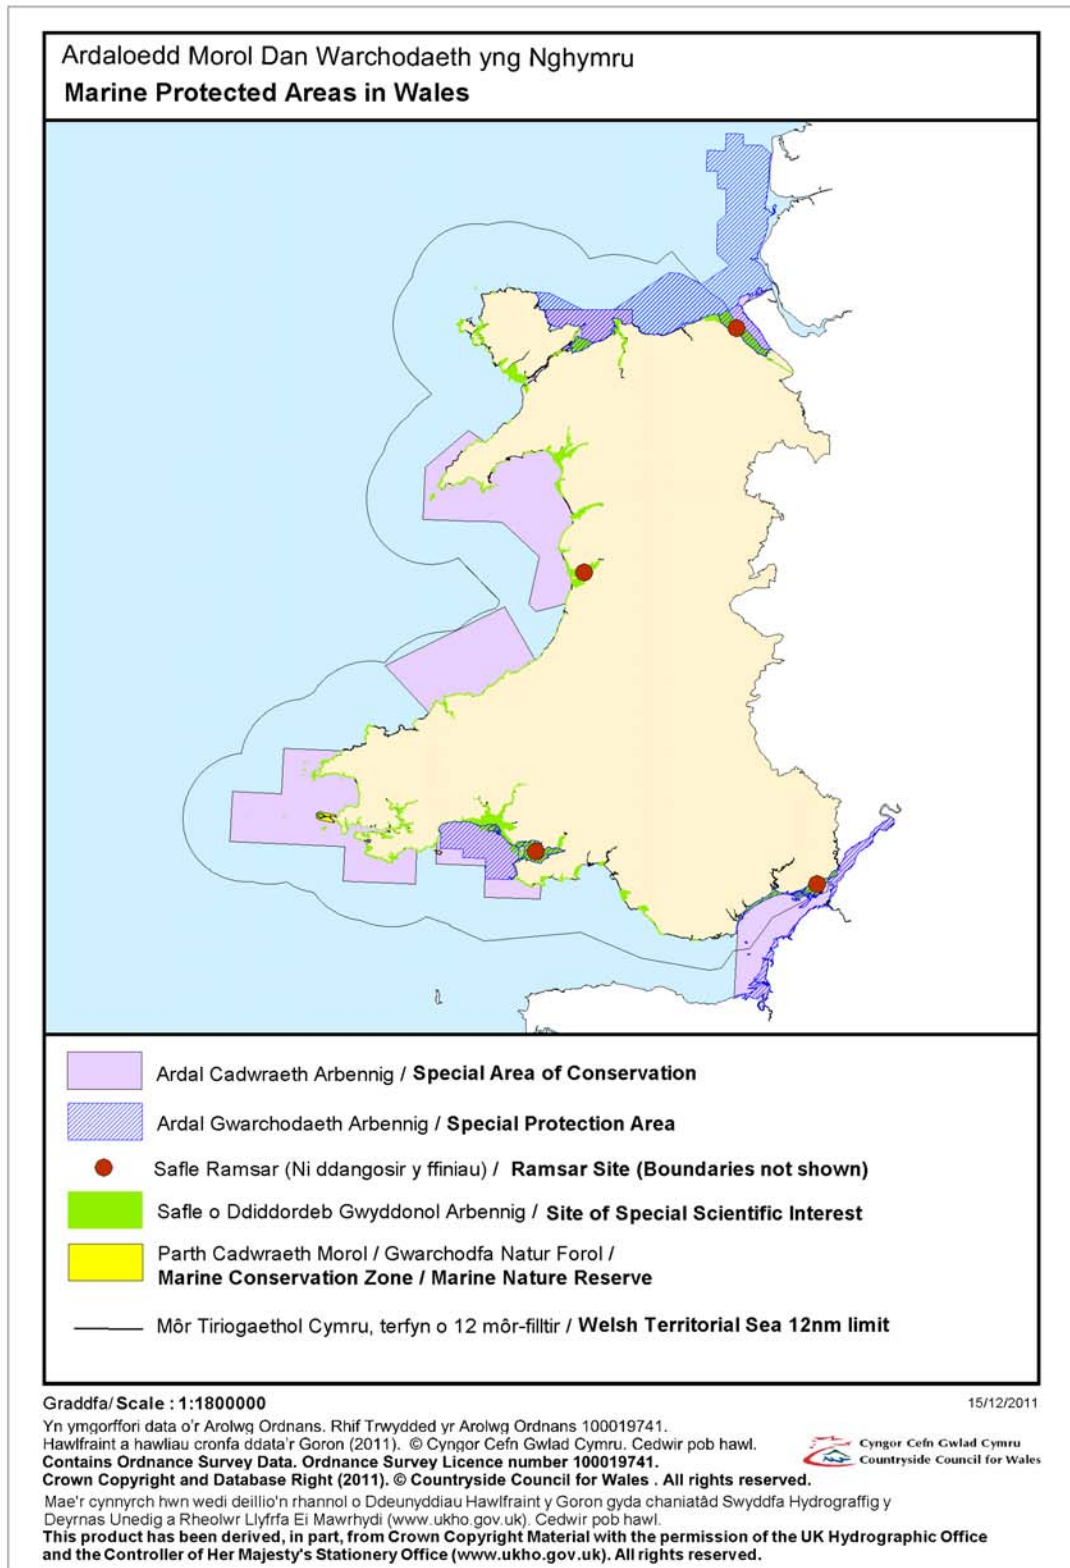 Ardaloedd Morol Dan Warchodaeth yng Nghymru
Marine Protected Areas in Wales
Ardal Cadwraeth Arbennig / Special Area of Conservation
Ardal Gwarchodaeth Arbennig / Special Protection Area
Safle Ramsar (Ni ddangosir y ffiniau) / Ramsar Site (Boundaries not shown)
Safle o Ddiddordeb Gwyddonol Arbennig / Site of Special Scientific Interest
Parth Cadwraeth Morol / Gwarchodfa Natur Forol /
Marine Conservation Zone / Marine Nature Reserve
Môr Tiriogaethol Cymru, terfyn o 12 môr-filltir / Welsh Territorial Sea 12nm limit
Graddfa/ Scale : 1:1800000
15/12/2011
Yn ymgorffori data o'r Arolwg Ordnans. Rhif Trwydded yr Arolwg Ordnans 100019741.
Hawlfraint a hawliau cronfa ddata'r Goron (2011). © Cyngor Cefn Gwlad Cymru. Cedwir pob hawl.
Contains Ordnance Survey Data. Ordnance Survey Licence number 100019741.
Crown Copyright and Database Right (2011). © Countryside Council for Wales . All rights reserved.
Cyngor Cefn Gwlad Cymru
Countryside Council for Wales
Mae'r cynnyrch hwn wedi deillio'n rhannol o Ddeunyddiau Hawlfraint y Goron gyda chaniatâd Swyddfa Hydrograffig y
Deyrnas Unedig a Rheolwr Llyfrfa Ei Mawrhydi (www.ukho.gov.uk). Cedwir pob hawl.
This product has been derived, in part, from Crown Copyright Material with the permission of the UK Hydrographic Office
and the Controller of Her Majesty's Stationery Office (www.ukho.gov.uk). All rights reserved.